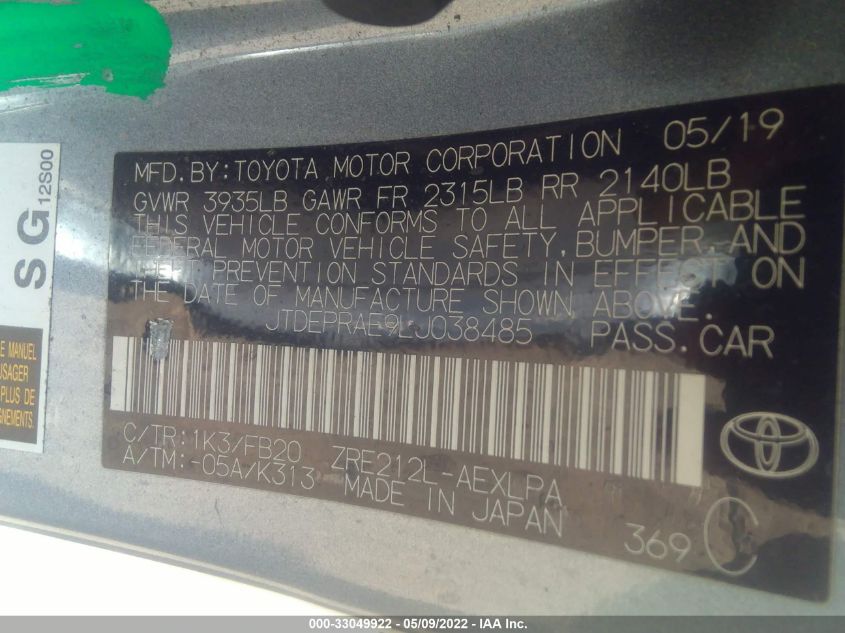 SG 12S00
E MANUEL
USAGER
PLUS DE
GNEMENTS.
MFD. BY: TOYOTA MOTOR CORPORATION 05/19
GVWR 3935LB GAWR FR 2315LB RR 2140LB
THIS VEHICLE CONFORMS TO ALL APPLICABLE
FEDERAL MOTOR VEHICLE SAFETY, BUMPER, AND
THEFT PREVENTION STANDARDS IN EFFECT ON
THE DATE OF MANUFACTURE SHOWN ABOVE.
JTDEPRAE9LJ038485 PASS. CAR
C/TR: 1K3/FB20 ZRE212L-AEXLPA
A/TM: -05A/K313 MADE IN JAPAN
369 C
000-33049922 - 05/09/2022 - IAA Inc.